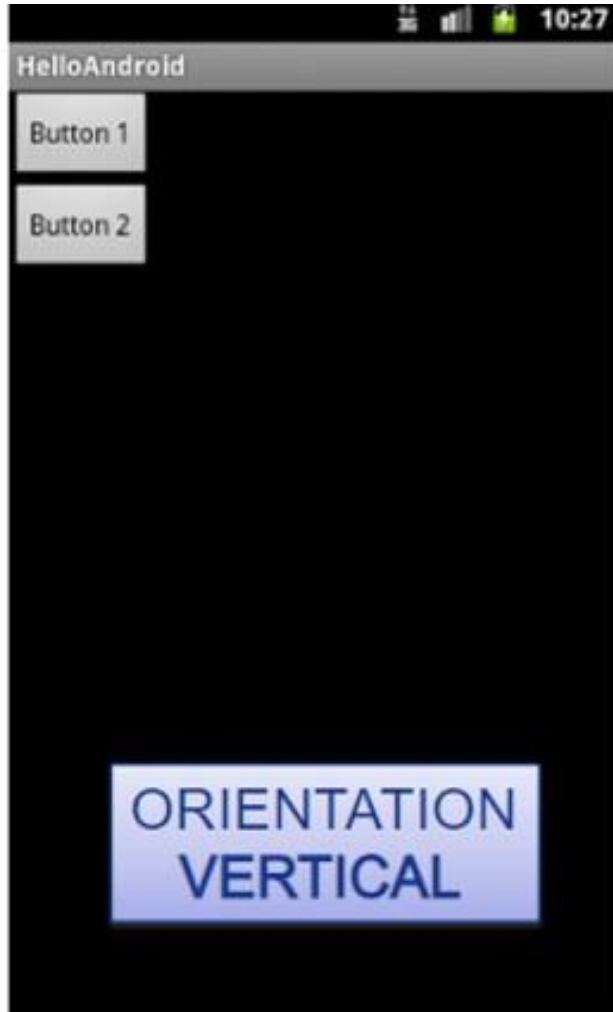 10:27
HelloAndroid
Button 1
Button 2
ORIENTATION
VERTICAL